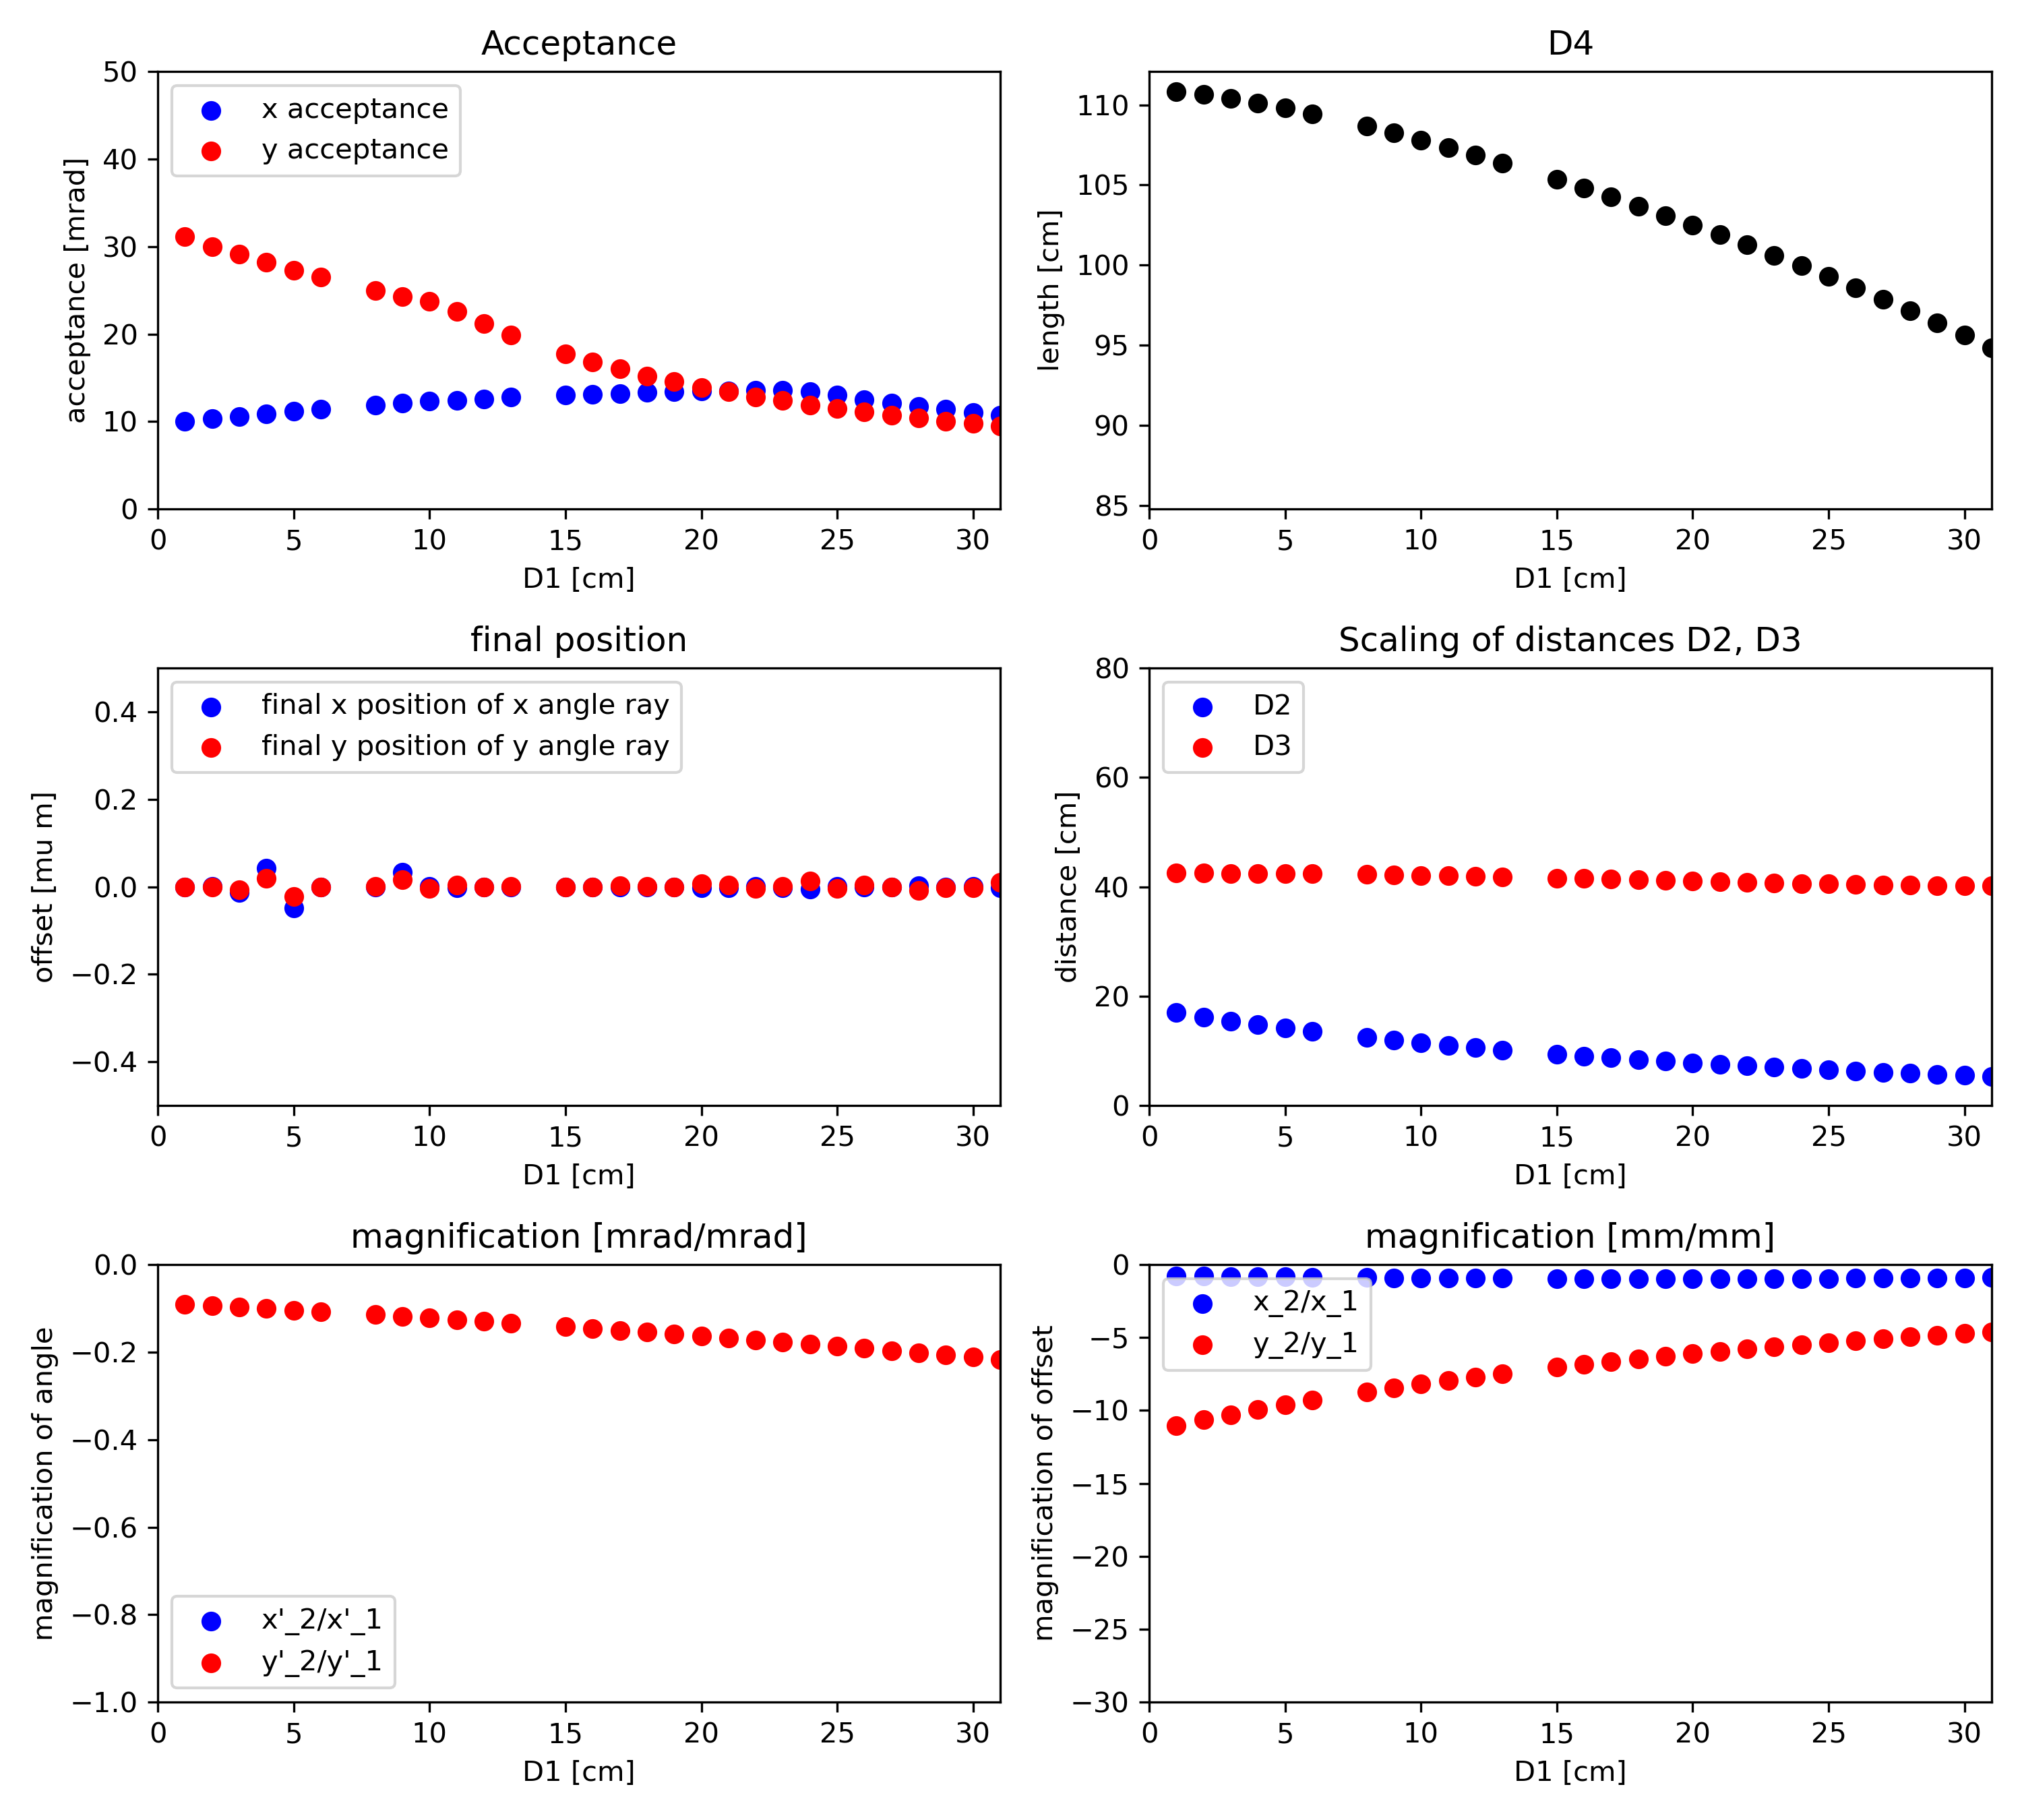 Acceptance
x acceptance
y acceptance
acceptance [mrad]
50
40
30
20
10
0
0 5 10 15 20 25 30
D1 [cm]
D4
length [cm]
110
105
100
95
90
85
0 5 10 15 20 25 30
D1 [cm]
final position
final x position of x angle ray
final y position of y angle ray
offset [mu m]
0.4
0.2
0.0
−0.2
−0.4
0 5 10 15 20 25 30
D1 [cm]
Scaling of distances D2, D3
D2
D3
distance [cm]
80
60
40
20
0
0 5 10 15 20 25 30
D1 [cm]
magnification [mrad/mrad]
magnification of angle
0.0
−0.2
−0.4
−0.6
−0.8
−1.0
x'_2/x'_1
y'_2/y'_1
0 5 10 15 20 25 30
D1 [cm]
magnification [mm/mm]
x_2/x_1
y_2/y_1
magnification of offset
0
−5
−10
−15
−20
−25
−30
0 5 10 15 20 25 30
D1 [cm]